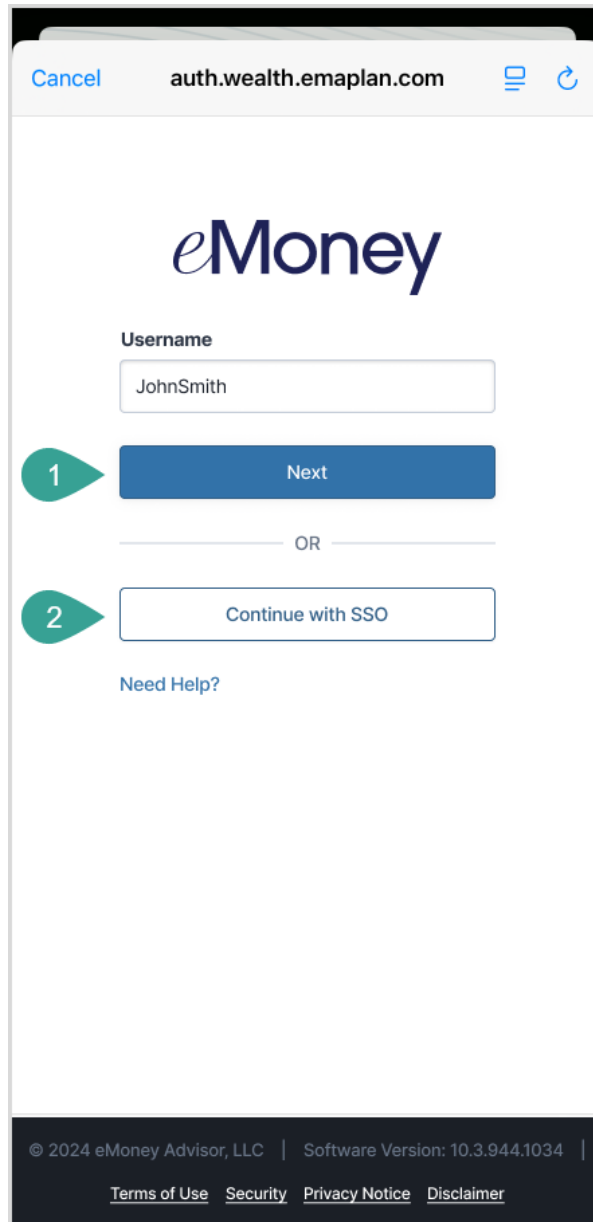 Cancel auth.wealth.emaplan.com
eMoney
Username
JohnSmith
1 Next
OR
2 Continue with SSO
Need Help?
© 2024 eMoney Advisor, LLC | Software Version: 10.3.944.1034 |
Terms of Use Security Privacy Notice Disclaimer